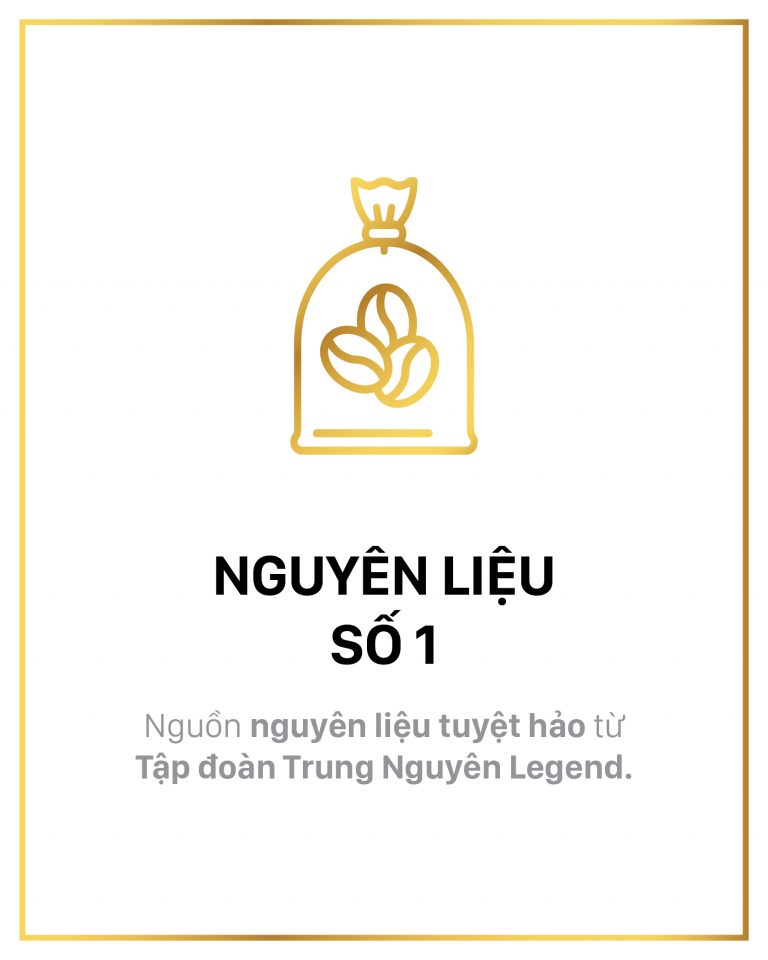 NGUYÊN LIỆU
SỐ 1
Nguồn nguyên liệu tuyệt hảo từ
Tập đoàn Trung Nguyên Legend.